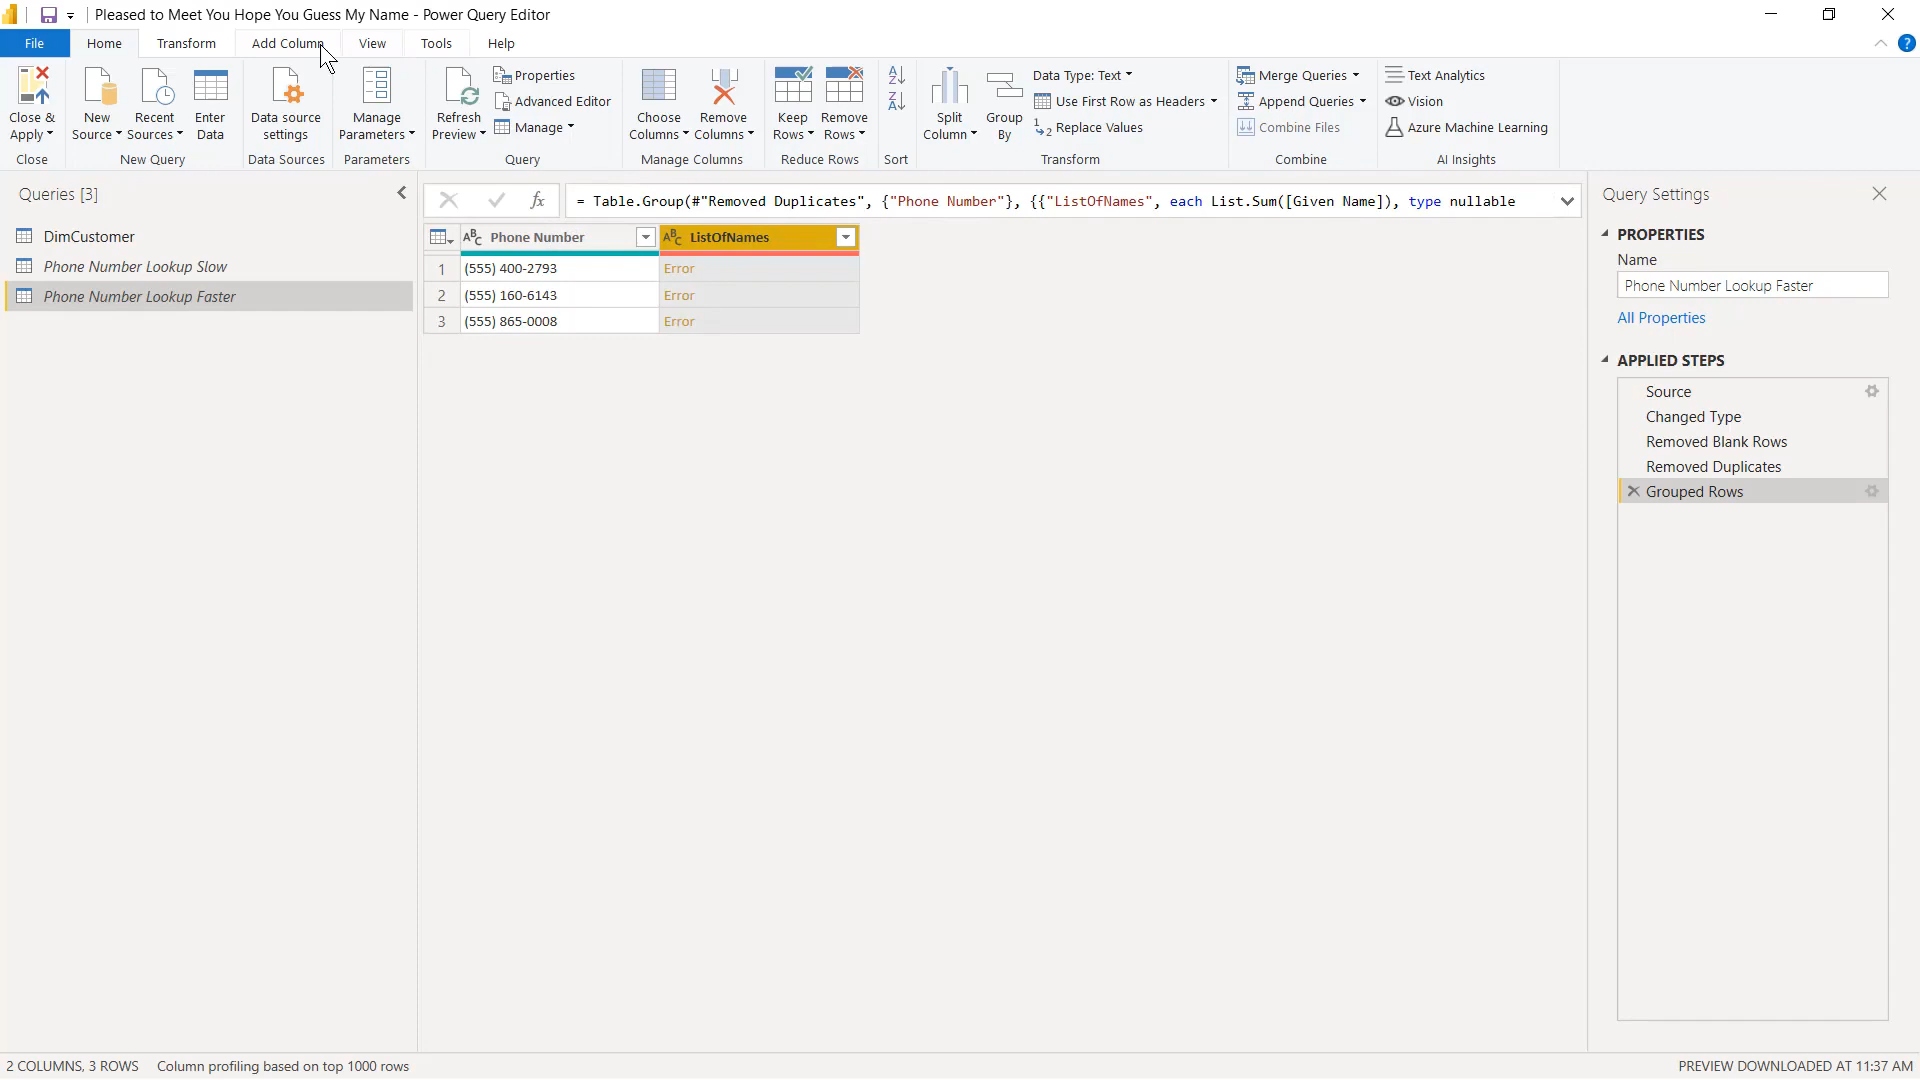 Pleased to Meet You Hope You Guess My Name - Power Query Editor
File Home Transform Add Column View Tools Help
Close & Apply
New Source
Recent Sources
Enter Data
Data source settings
Manage Parameters
Refresh Preview
Properties
Advanced Editor
Manage
Choose Columns
Remove Columns
Keep Rows
Remove Rows
Split Column
Group By
Data Type: Text
Use First Row as Headers
Replace Values
Merge Queries
Append Queries
Combine Files
Text Analytics
Vision
Azure Machine Learning
Close New Query Data Sources Parameters Query Manage Columns Reduce Rows Sort Transform Combine AI Insights
Queries [3]
DimCustomer
Phone Number Lookup Slow
Phone Number Lookup Faster
fx = Table.Group(#"Removed Duplicates", {"Phone Number"}, {{"ListOfNames", each List.Sum([Given Name]), type nullable
ABC Phone Number ABC ListOfNames
1 (555) 400-2793 Error
2 (555) 160-6143 Error
3 (555) 865-0008 Error
Query Settings
PROPERTIES
Name
Phone Number Lookup Faster
All Properties
APPLIED STEPS
Source
Changed Type
Removed Blank Rows
Removed Duplicates
Grouped Rows
2 COLUMNS, 3 ROWS Column profiling based on top 1000 rows
PREVIEW DOWNLOADED AT 11:37 AM